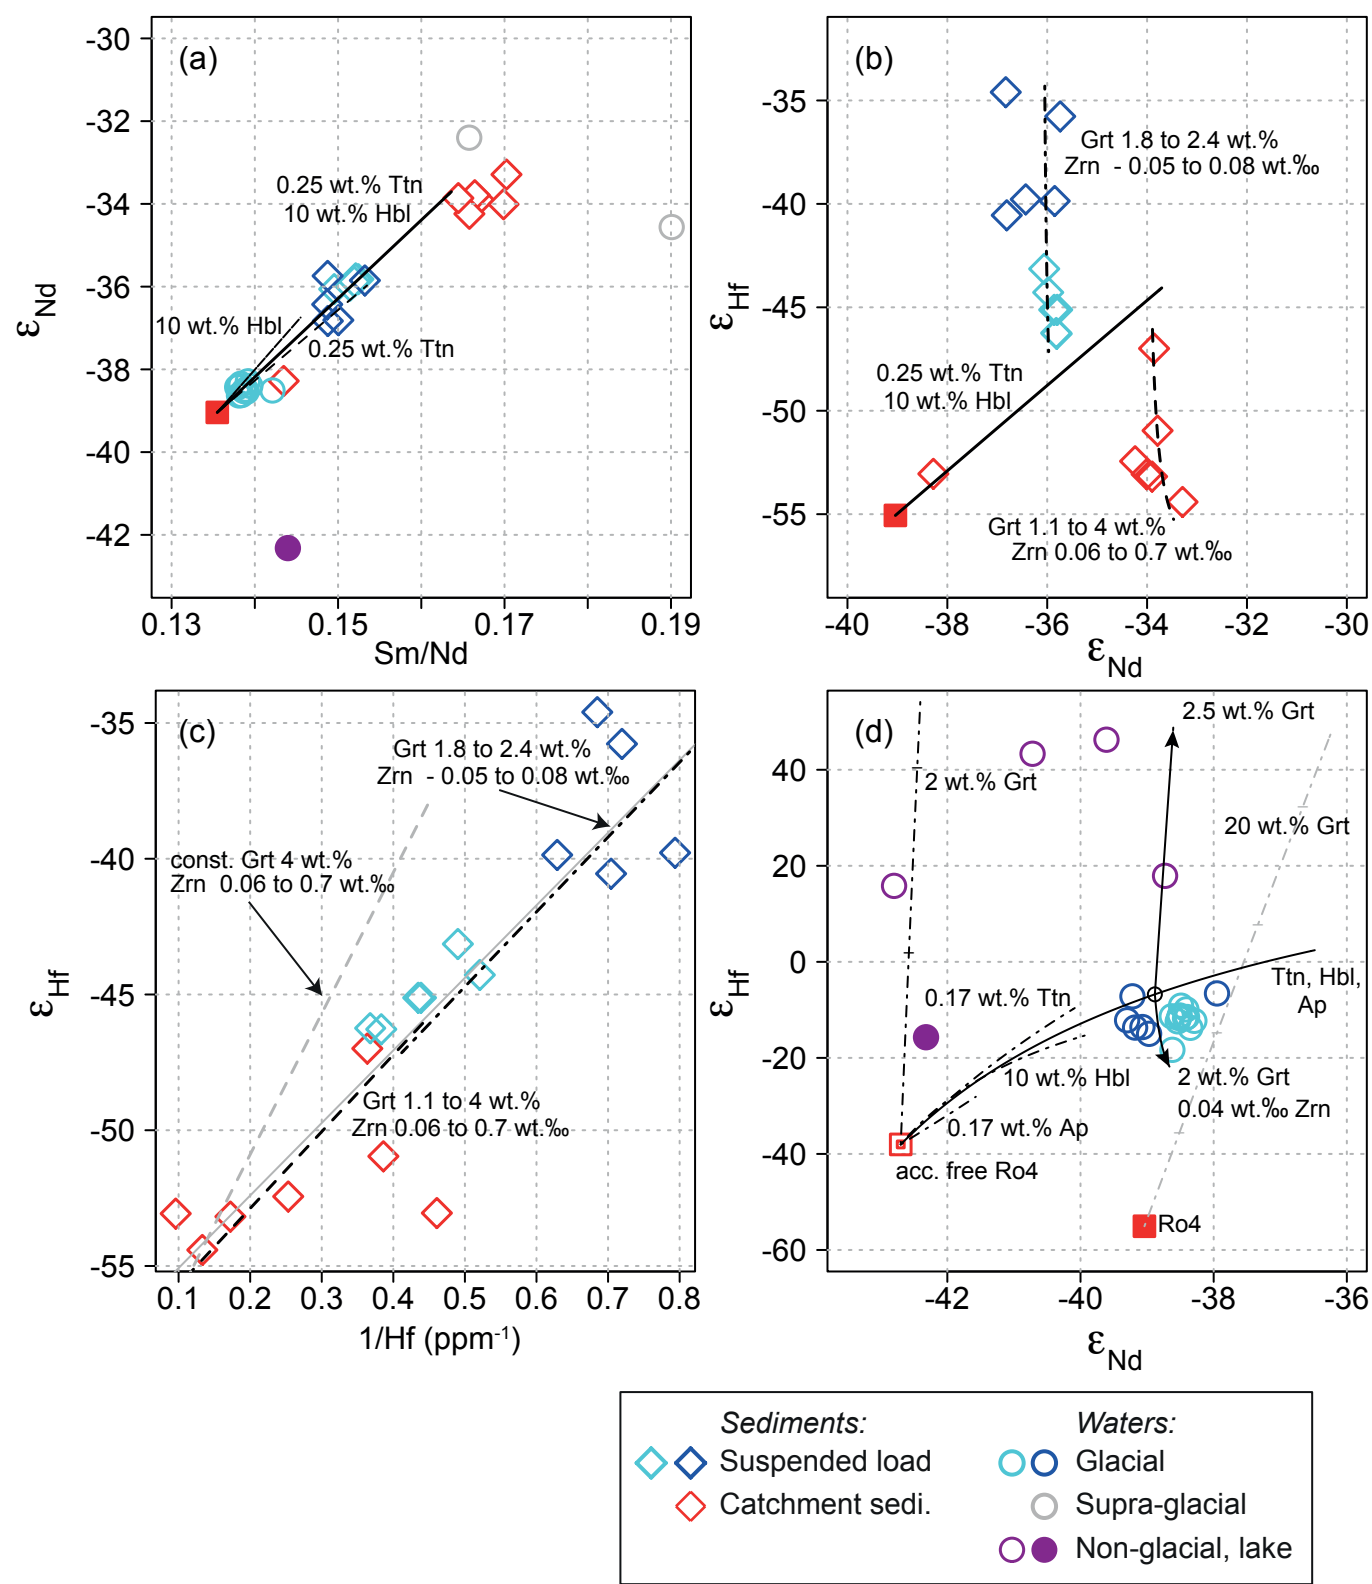 (a)
-30
-32
-34
-36
-38
-40
-42
εNd
0.25 wt.% Ttn
10 wt.% Hbl
10 wt.% Hbl
0.25 wt.% Ttn
0.13
0.15
0.17
0.19
Sm/Nd
(b)
-35
-40
-45
-50
-55
εHf
Grt 1.8 to 2.4 wt.%
Zrn - 0.05 to 0.08 wt.‰
0.25 wt.% Ttn
10 wt.% Hbl
Grt 1.1 to 4 wt.%
Zrn 0.06 to 0.7 wt.‰
-40
-38
-36
-34
-32
-30
εNd
(c)
-35
-40
-45
-50
-55
εHf
Grt 1.8 to 2.4 wt.%
Zrn - 0.05 to 0.08 wt.‰
const. Grt 4 wt.%
Zrn 0.06 to 0.7 wt.‰
Grt 1.1 to 4 wt.%
Zrn 0.06 to 0.7 wt.‰
0.1
0.2
0.3
0.4
0.5
0.6
0.7
0.8
1/Hf (ppm⁻¹)
(d)
40
20
0
-20
-40
-60
εHf
2.5 wt.% Grt
2 wt.% Grt
20 wt.% Grt
Ttn, Hbl,
Ap
0.17 wt.% Ttn
10 wt.% Hbl
2 wt.% Grt
0.04 wt.‰ Zrn
0.17 wt.% Ap
acc. free Ro4
Ro4
-42
-40
-38
-36
εNd
Sediments:
Suspended load
Catchment sedi.
Waters:
Glacial
Supra-glacial
Non-glacial, lake